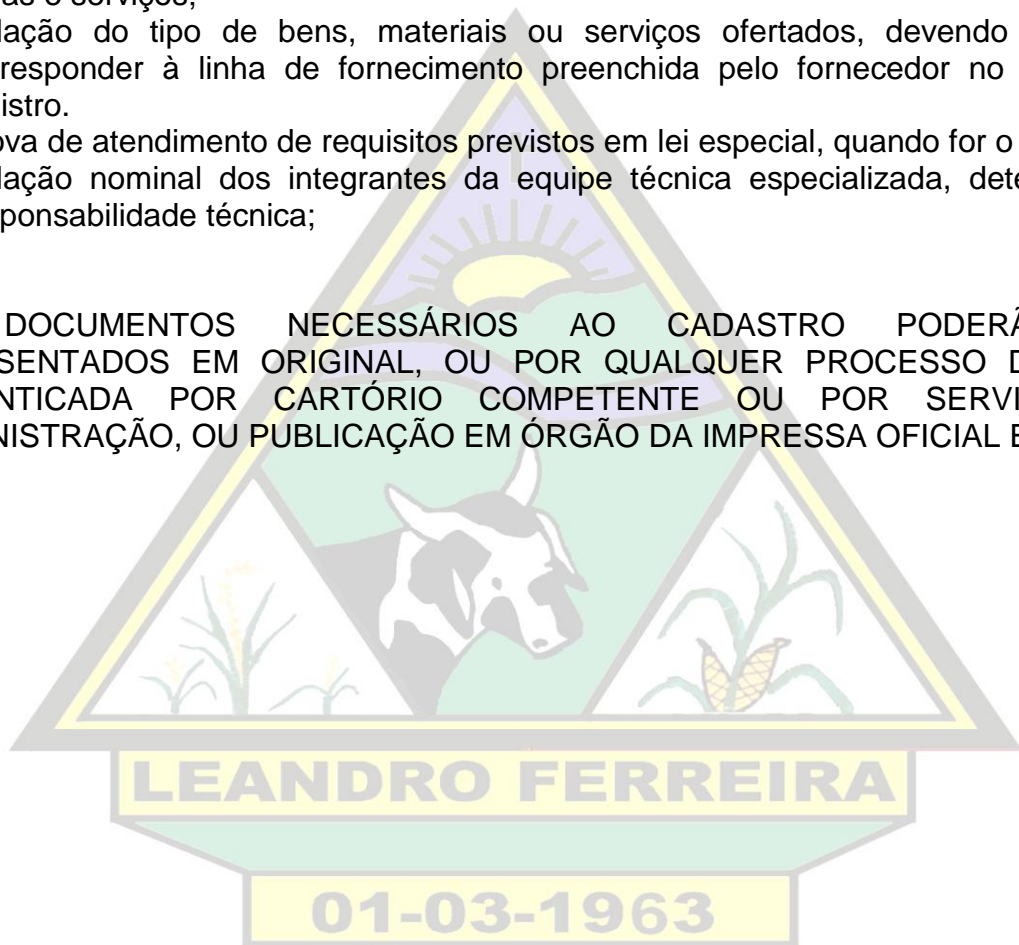 as e serviços;
lação do tipo de bens, materiais ou serviços ofertados, devendo
responder à linha de fornecimento preenchida pelo fornecedor no
istro.
ova de atendimento de requisitos previstos em lei especial, quando for o
lação nominal dos integrantes da equipe técnica especializada, dete
ponsabilidade técnica;
DOCUMENTOS NECESSÁRIOS AO CADASTRO PODERÃ
SENTADOS EM ORIGINAL, OU POR QUALQUER PROCESSO D
NTICADA POR CARTÓRIO COMPETENTE OU POR SERVI
NISTRAÇÃO, OU PUBLICAÇÃO EM ÓRGÃO DA IMPRESSA OFICIAL E
LEANDRO FERREIRA
01-03-1963